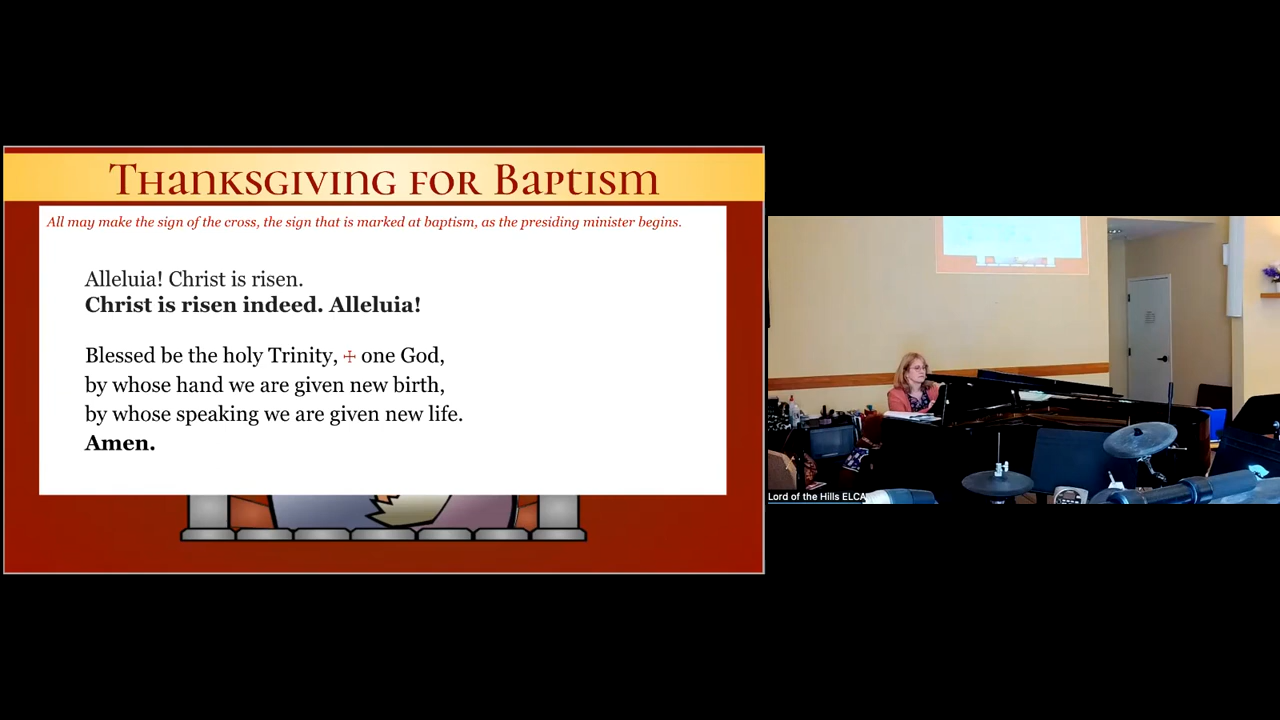 Thanksgiving for Baptism
All may make the sign of the cross, the sign that is marked at baptism, as the presiding minister begins.
Alleluia! Christ is risen.
Christ is risen indeed. Alleluia!
Blessed be the holy Trinity, ☩ one God,
by whose hand we are given new birth,
by whose speaking we are given new life.
Amen.
Lord of the Hills ELCA